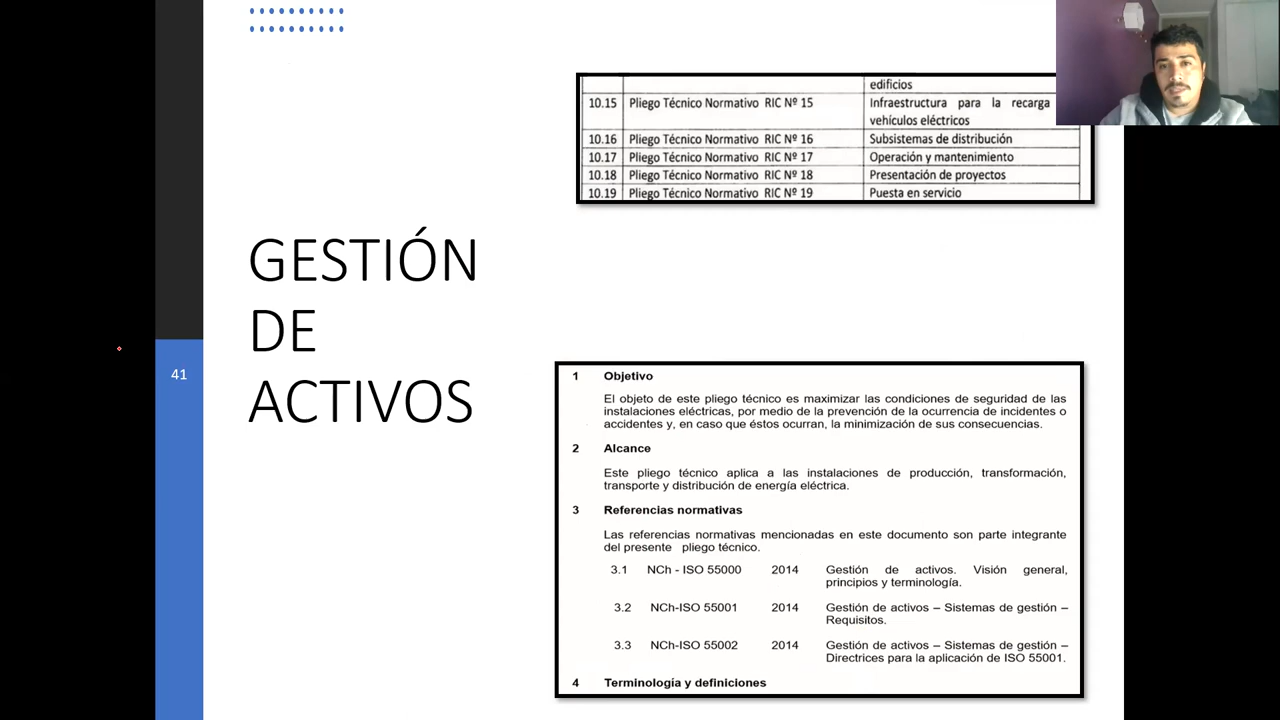 edificios
10.15 Pliego Técnico Normativo RIC Nº 15 Infraestructura para la recarga
vehículos eléctricos
10.16 Pliego Técnico Normativo RIC Nº 16 Subsistemas de distribución
10.17 Pliego Técnico Normativo RIC Nº 17 Operación y mantenimiento
10.18 Pliego Técnico Normativo RIC Nº 18 Presentación de proyectos
10.19 Pliego Técnico Normativo RIC Nº 19 Puesta en servicio
GESTIÓN
DE
ACTIVOS
41
1 Objetivo
El objeto de este pliego técnico es maximizar las condiciones de seguridad de las
instalaciones eléctricas, por medio de la prevención de la ocurrencia de incidentes o
accidentes y, en caso que éstos ocurran, la minimización de sus consecuencias.
2 Alcance
Este pliego técnico aplica a las instalaciones de producción, transformación,
transporte y distribución de energía eléctrica.
3 Referencias normativas
Las referencias normativas mencionadas en este documento son parte integrante
del presente pliego técnico.
3.1 NCh - ISO 55000 2014 Gestión de activos. Visión general,
principios y terminología.
3.2 NCh-ISO 55001 2014 Gestión de activos – Sistemas de gestión –
Requisitos.
3.3 NCh-ISO 55002 2014 Gestión de activos – Sistemas de gestión –
Directrices para la aplicación de ISO 55001.
4 Terminología y definiciones